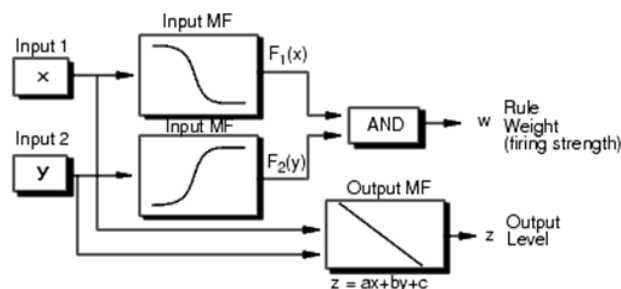 Input MF
Input 1
x
F1(x)
Input MF
AND
w
Rule
Weight
(firing strength)
Input 2
y
F2(y)
Output MF
z
Output
Level
z = ax+by+c